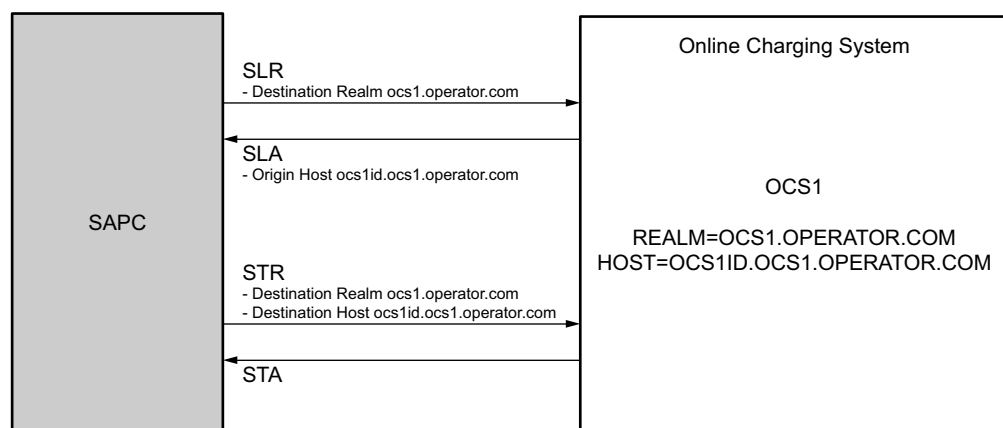 Online Charging System
SLR
- Destination Realm ocs1.operator.com
SLA
- Origin Host ocs1id.ocs1.operator.com
SAPC
OCS1
REALM=OCS1.OPERATOR.COM
HOST=OCS1ID.OCS1.OPERATOR.COM
STR
- Destination Realm ocs1.operator.com
- Destination Host ocs1id.ocs1.operator.com
STA